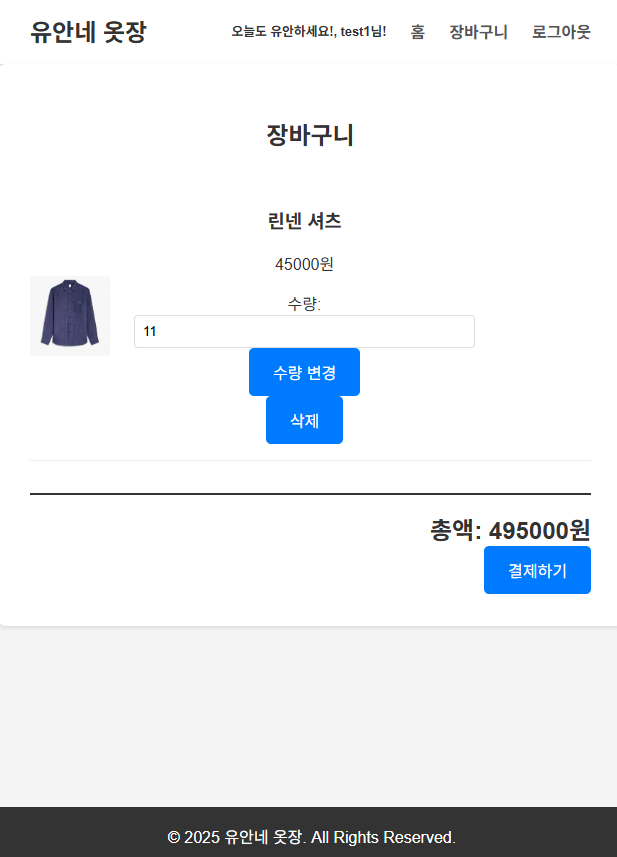 유안네 옷장
오늘도 유안하세요!, test1님! 홈 장바구니 로그아웃
장바구니
린넨 셔츠
45000원
수량:
11
수량 변경
삭제
총액: 495000원
결제하기
© 2025 유안네 옷장. All Rights Reserved.